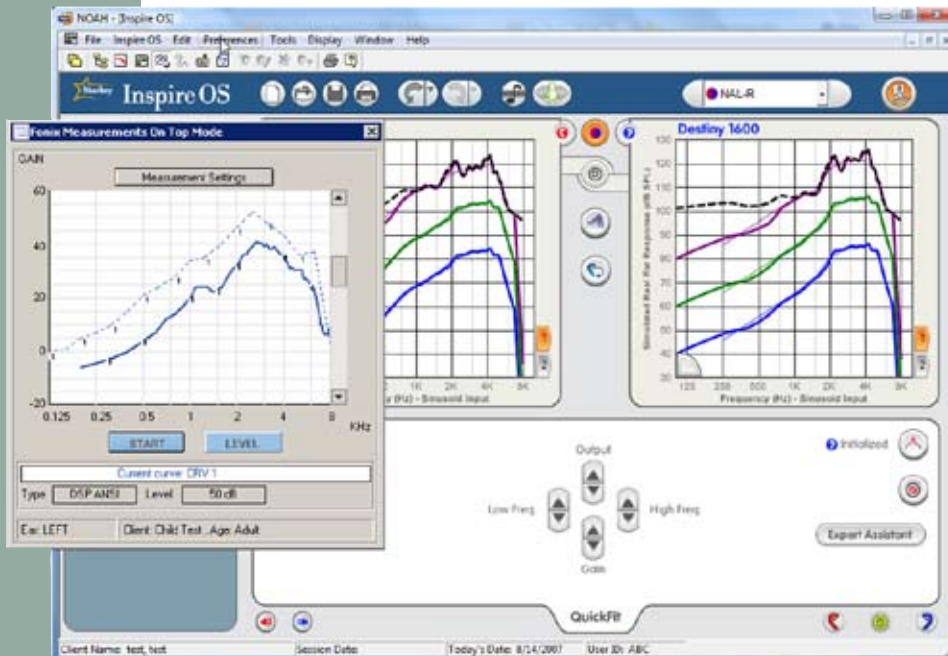 NOAH - [Inspire OS]
File Inspire OS Edit Preferences Tools Display Window Help
Starkey Inspire OS
NAL-R
Fonix Measurements On Top Mode
GAIN
Measurement Settings
60
40
20
0
-20
0.125 0.25 0.5 1 2 4 8
KHz
START LEVEL
Current curve: CRV 1
Type DSP ANSI Level 50 dB
Ear: LEFT Client: Child Test , Age: Adult
1K 2K 4K 8K
y (Hz) - Sinusoid Input
Destiny 1600
Simulated Real Ear Response (dB SPL)
130
120
110
100
90
80
70
60
50
40
30
125 250 500 1K 2K 4K 8K
Frequency (Hz) - Sinusoid Input
Output
Low Freq High Freq
Gain
Initialized
Expert Assistant
QuickFit
Client Name: test, test Session Date: Today's Date: 8/14/2007 User ID: ABC